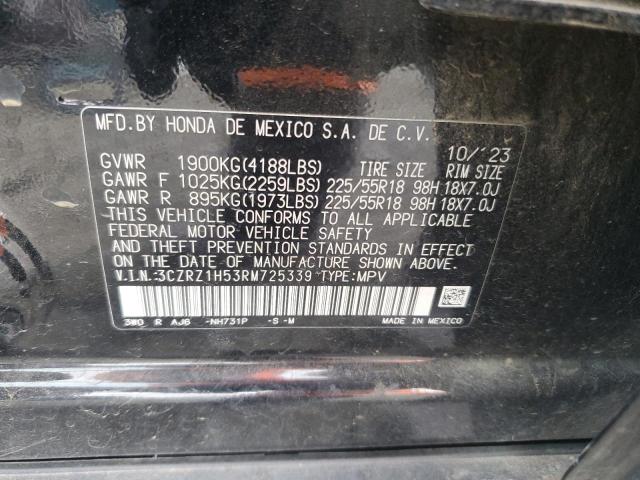 MFD.BY HONDA DE MEXICO S.A. DE C.V.
10/'23
GVWR 1900KG(4188LBS) TIRE SIZE RIM SIZE
GAWR F 1025KG(2259LBS) 225/55R18 98H 18X7.0J
GAWR R 895KG(1973LBS) 225/55R18 98H 18X7.0J
THIS VEHICLE CONFORMS TO ALL APPLICABLE
FEDERAL MOTOR VEHICLE SAFETY
AND THEFT PREVENTION STANDARDS IN EFFECT
ON THE DATE OF MANUFACTURE SHOWN ABOVE.
V.I.N.:3CZRZ1H53RM725339 TYPE:MPV
3W0 R AJ6 -NH731P -S -M MADE IN MEXICO